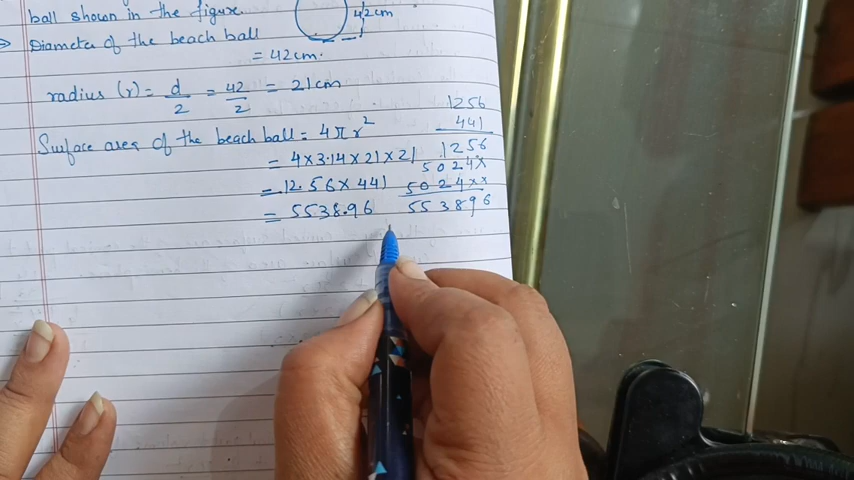 ball shown in the figure.
42cm
⇒ Diameter of the beach ball
= 42cm.
radius (r) = d/2 = 42/2 = 21cm
Surface area of the beach ball = 4πr²
= 4×3.14×21×21
= 12.56×441
= 5538.96
1256
441
1256
5024×
5024××
553896